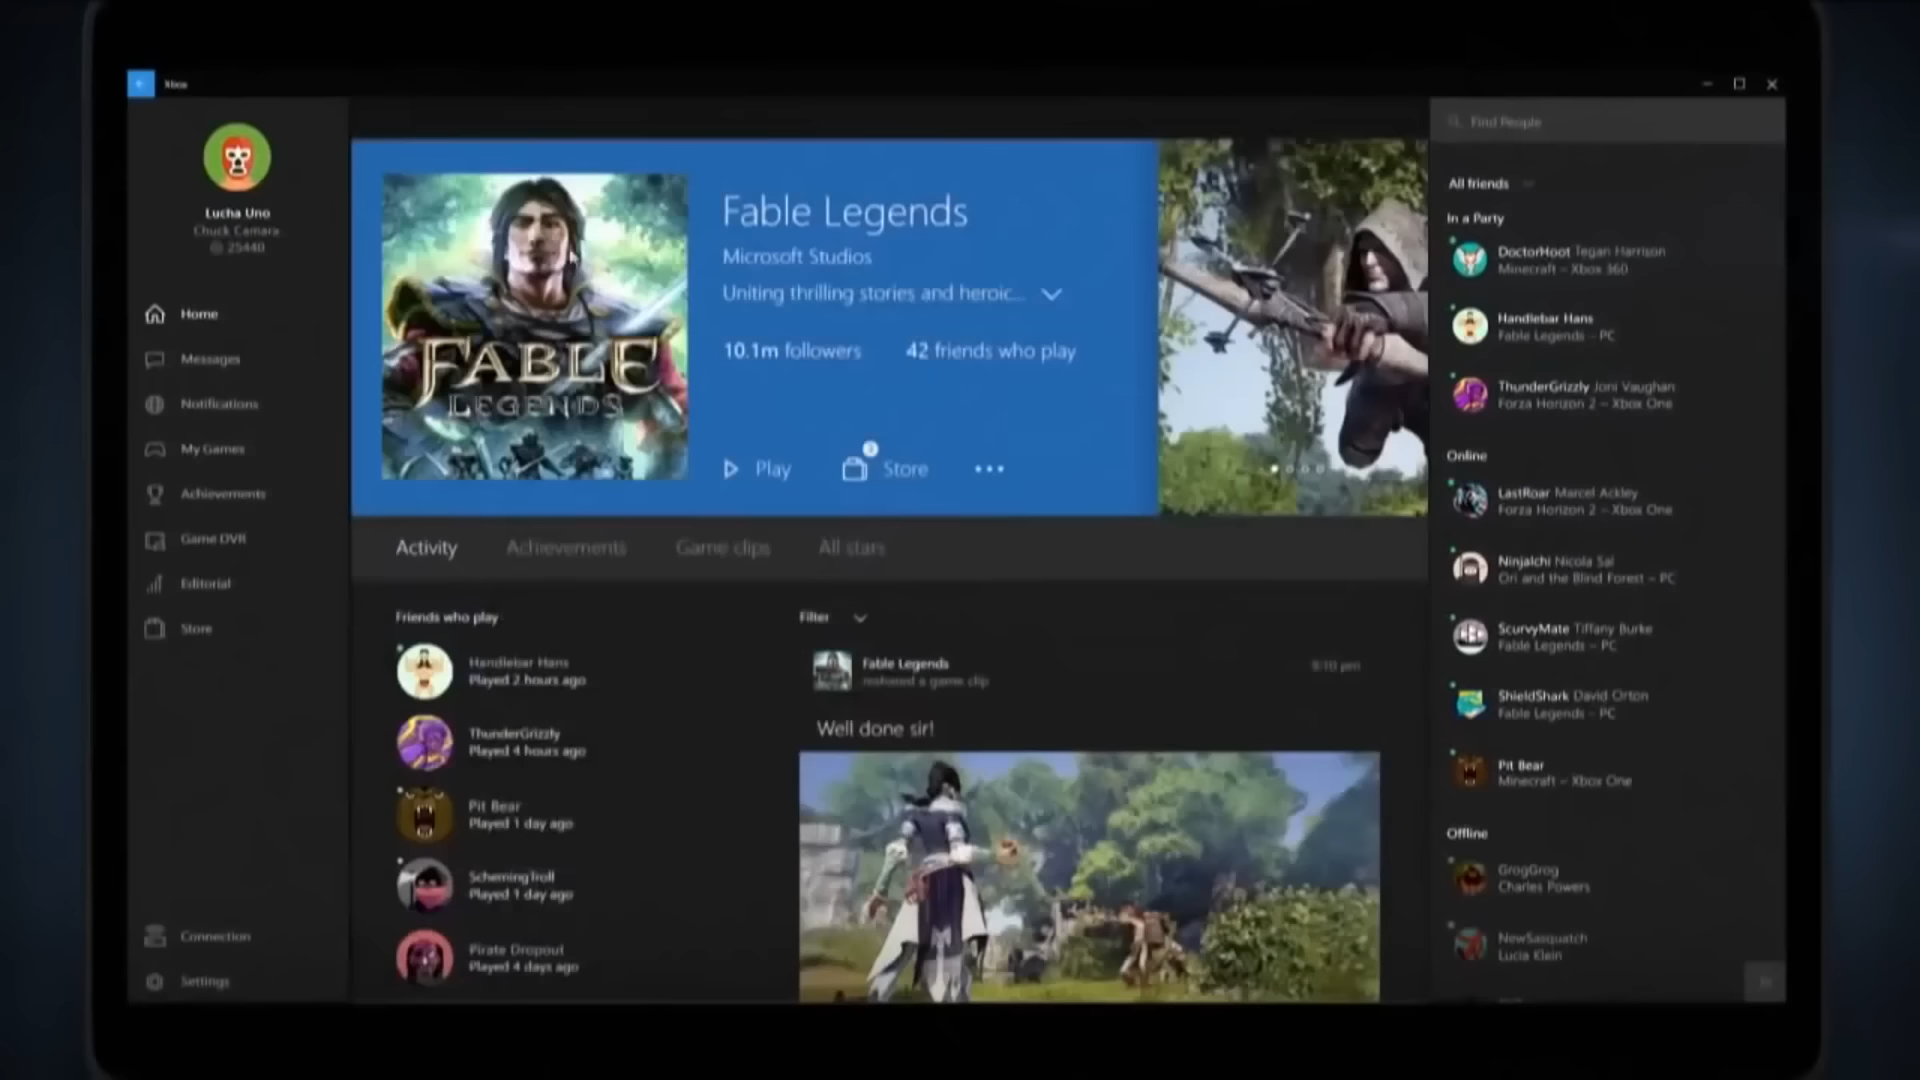 Xbox
Lucha Uno
Chuck Camara
25440
Home
Messages
Notifications
My Games
Achievements
Game DVR
Editorial
Store
Connection
Settings
FABLE
LEGENDS
Fable Legends
Microsoft Studios
Uniting thrilling stories and heroic...
10.1m followers 42 friends who play
Play Store
Activity Achievements Game clips All stars
Friends who play
Handlebar Hans
Played 2 hours ago
ThunderGrizzly
Played 4 hours ago
Pit Bear
Played 1 day ago
SchemingTroll
Played 1 day ago
Pirate Dropout
Played 4 days ago
Filter
Fable Legends
reshared a game clip
Well done sir!
Find People
All friends
In a Party
DoctorHoot Tegan Harrison
Minecraft – Xbox 360
Handlebar Hans
Fable Legends – PC
ThunderGrizzly Joni Vaughan
Forza Horizon 2 – Xbox One
Online
LastRoar Marcel Ackley
Forza Horizon 2 – Xbox One
Ninjaichi Nicola Sal
Ori and the Blind Forest – PC
ScurvyMate Tiffany Burke
Fable Legends – PC
ShieldShark David Orton
Fable Legends – PC
Pit Bear
Minecraft – Xbox One
Offline
GrogGrog
Charles Powers
NewSasquatch
Lucia Klein